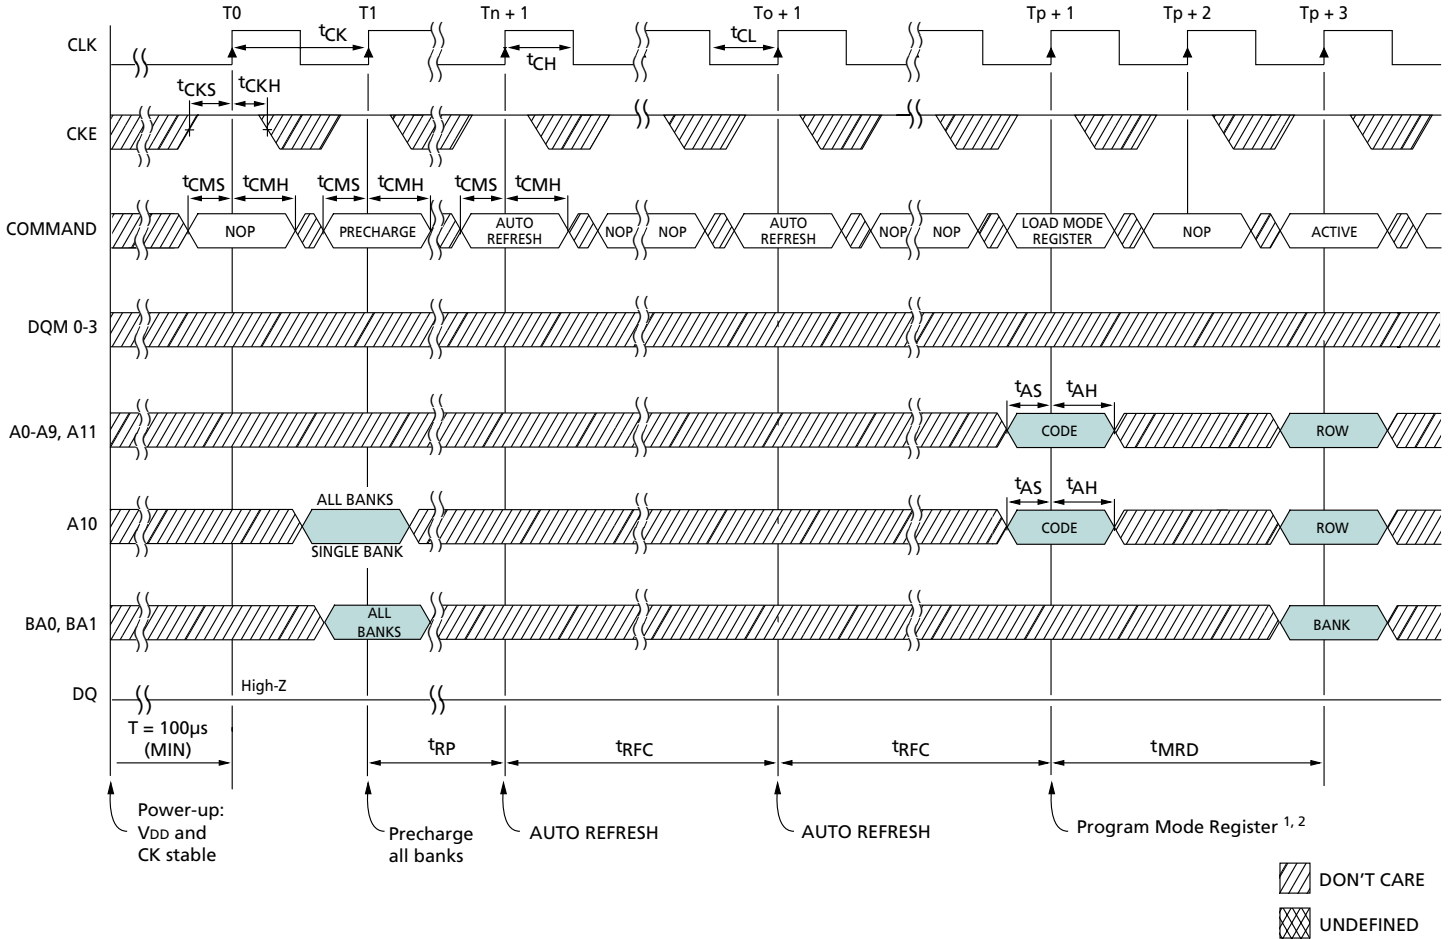 T0 T1 Tn + 1 To + 1 Tp + 1 Tp + 2 Tp + 3
CLK
tCK tCH tCL
tCKS tCKH
CKE
tCMS tCMH tCMS tCMH tCMS tCMH
COMMAND
NOP PRECHARGE AUTO REFRESH NOP NOP AUTO REFRESH NOP NOP LOAD MODE REGISTER NOP ACTIVE
DQM 0-3
tAS tAH
A0-A9, A11
CODE ROW
ALL BANKS
tAS tAH
A10
CODE ROW
SINGLE BANK
BA0, BA1
ALL BANKS
BANK
DQ
High-Z
T = 100µs
(MIN)
tRP tRFC tRFC tMRD
Power-up:
VDD and
CK stable
Precharge
all banks
AUTO REFRESH
AUTO REFRESH
Program Mode Register 1, 2
DON'T CARE
UNDEFINED